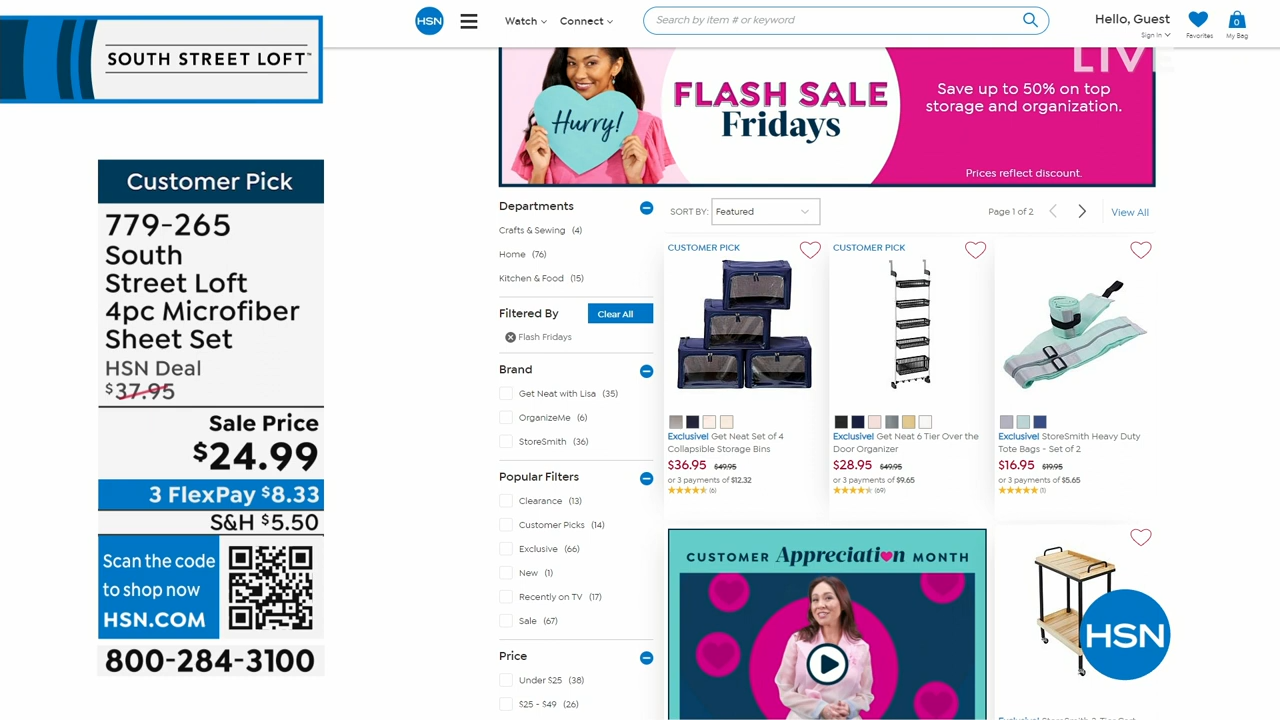 SOUTH STREET LOFT™
Customer Pick
779-265
South
Street Loft
4pc Microfiber
Sheet Set
HSN Deal
$37.95
Sale Price
$24.99
3 FlexPay $8.33
S&H $5.50
Scan the code
to shop now
HSN.COM
800-284-3100
HSN
Watch
Connect
Search by item # or keyword
Hello, Guest
Sign in
Favorites
0
My Bag
LIVE
Hurry!
FLASH SALE
Fridays
Save up to 50% on top
storage and organization.
Prices reflect discount.
Departments
Crafts & Sewing (4)
Home (76)
Kitchen & Food (15)
Filtered By
Clear All
Flash Fridays
Brand
Get Neat with Lisa (35)
OrganizeMe (6)
StoreSmith (36)
Popular Filters
Clearance (13)
Customer Picks (14)
Exclusive (66)
New (1)
Recently on TV (17)
Sale (67)
Price
Under $25 (38)
$25 - $49 (26)
SORT BY: Featured
Page 1 of 2
View All
CUSTOMER PICK
Exclusive! Get Neat Set of 4
Collapsible Storage Bins
$36.95 $49.95
or 3 payments of $12.32
(6)
CUSTOMER PICK
Exclusive! Get Neat 6 Tier Over the
Door Organizer
$28.95 $49.95
or 3 payments of $9.65
(69)
Exclusive! StoreSmith Heavy Duty
Tote Bags - Set of 2
$16.95 $19.95
or 3 payments of $5.65
(1)
CUSTOMER Appreciation MONTH
HSN